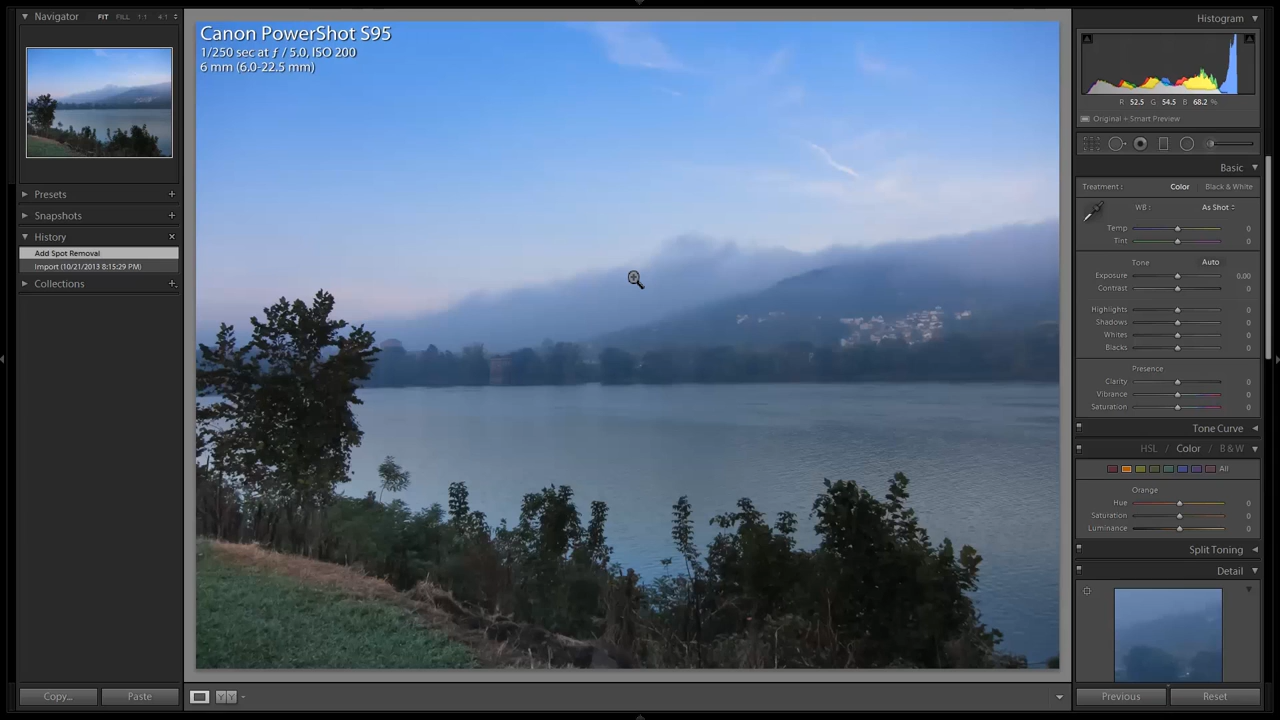 Navigator FIT FILL 1:1 4:1
Presets
Snapshots
History
Add Spot Removal
Import (10/21/2013 8:15:29 PM)
Collections
Copy... Paste
Canon PowerShot S95
1/250 sec at ƒ / 5.0, ISO 200
6 mm (6.0-22.5 mm)
Histogram
R 52.5 G 54.5 B 68.2 %
Original + Smart Preview
Basic
Treatment : Color Black & White
WB : As Shot
Temp 0
Tint 0
Tone Auto
Exposure 0.00
Contrast 0
Highlights 0
Shadows 0
Whites 0
Blacks 0
Presence
Clarity 0
Vibrance 0
Saturation 0
Tone Curve
HSL / Color / B & W
All
Orange
Hue 0
Saturation 0
Luminance 0
Split Toning
Detail
Previous Reset
Y Y